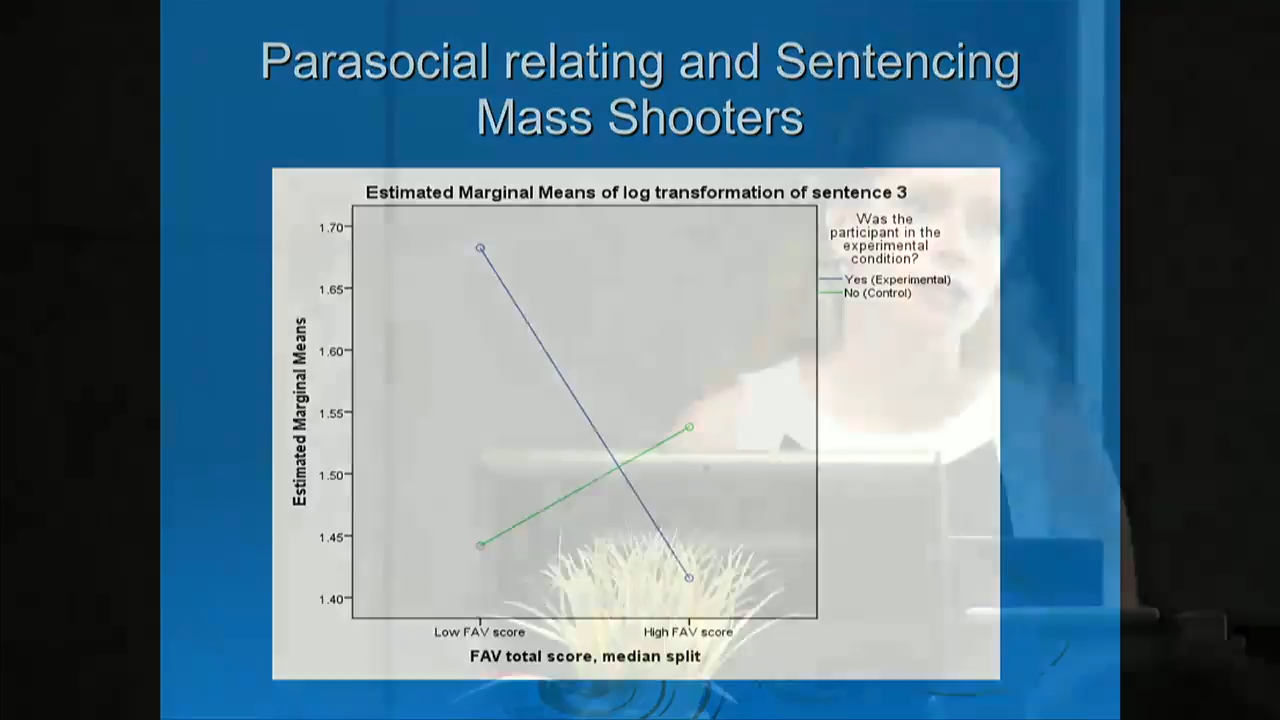 Parasocial relating and Sentencing
Mass Shooters
Estimated Marginal Means of log transformation of sentence 3
Was the
participant in the
experimental
condition?
Yes (Experimental)
No (Control)
Estimated Marginal Means
1.70
1.65
1.60
1.55
1.50
1.45
1.40
Low FAV score
High FAV score
FAV total score, median split